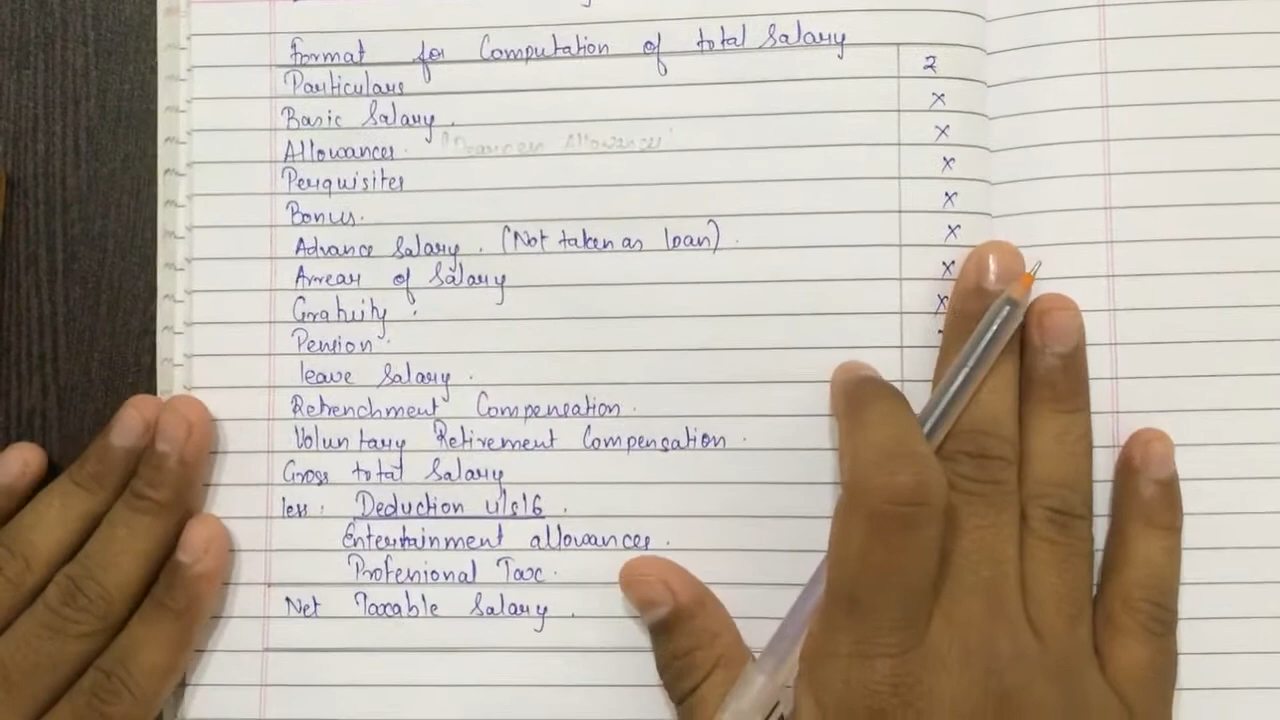 Format for Computation of total Salary
Particulars 2
Basic Salary. x
Allowances. x
Perquisites x
Bonus. x
Advance Salary. (Not taken as loan). x
Arrear of Salary x
Gratuity. x
Pension.
leave Salary.
Retrenchment Compensation.
Voluntary Retirement Compensation.
Gross total Salary
less: Deduction u/s 16.
Entertainment allowances.
Professional Tax.
Net Taxable Salary.